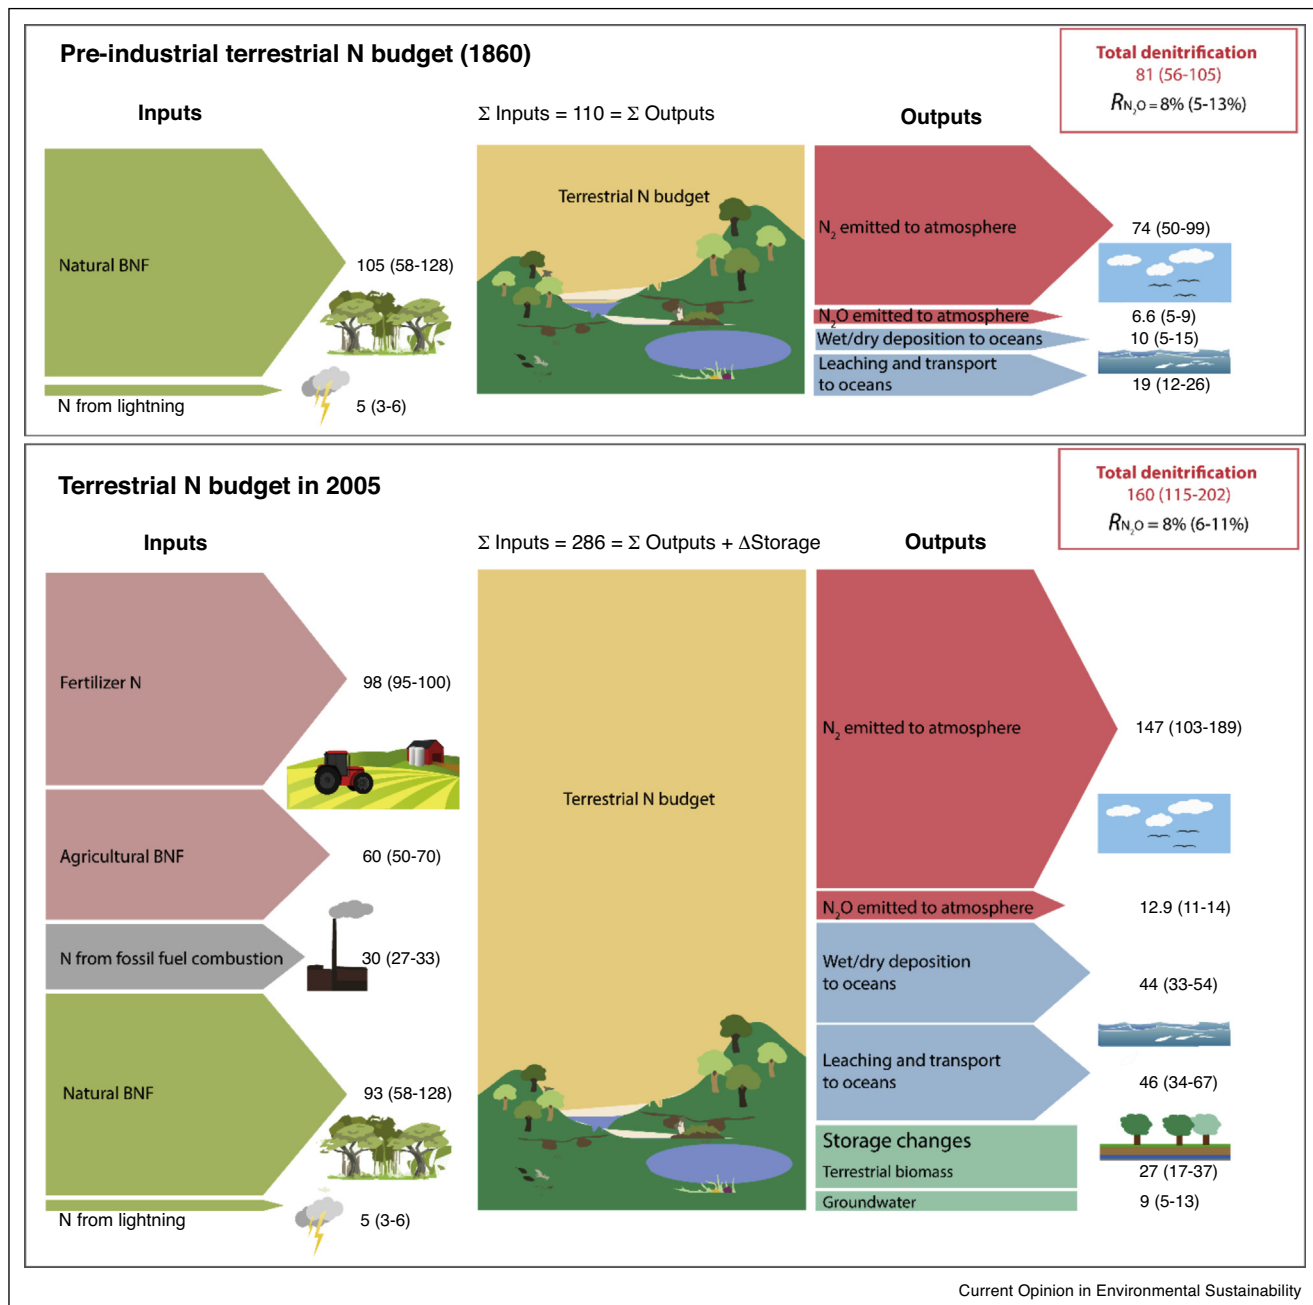 Pre-industrial terrestrial N budget (1860)
Total denitrification
81 (56-105)
R_N₂O = 8% (5-13%)
Inputs
Σ Inputs = 110 = Σ Outputs
Outputs
Natural BNF
105 (58-128)
N from lightning
5 (3-6)
Terrestrial N budget
N₂ emitted to atmosphere
74 (50-99)
N₂O emitted to atmosphere
6.6 (5-9)
Wet/dry deposition to oceans
10 (5-15)
Leaching and transport
to oceans
19 (12-26)
Terrestrial N budget in 2005
Total denitrification
160 (115-202)
R_N₂O = 8% (6-11%)
Inputs
Σ Inputs = 286 = Σ Outputs + ΔStorage
Outputs
Fertilizer N
98 (95-100)
Agricultural BNF
60 (50-70)
N from fossil fuel combustion
30 (27-33)
Natural BNF
93 (58-128)
N from lightning
5 (3-6)
Terrestrial N budget
N₂ emitted to atmosphere
147 (103-189)
N₂O emitted to atmosphere
12.9 (11-14)
Wet/dry deposition
to oceans
44 (33-54)
Leaching and transport
to oceans
46 (34-67)
Storage changes
Terrestrial biomass
27 (17-37)
Groundwater
9 (5-13)
Current Opinion in Environmental Sustainability